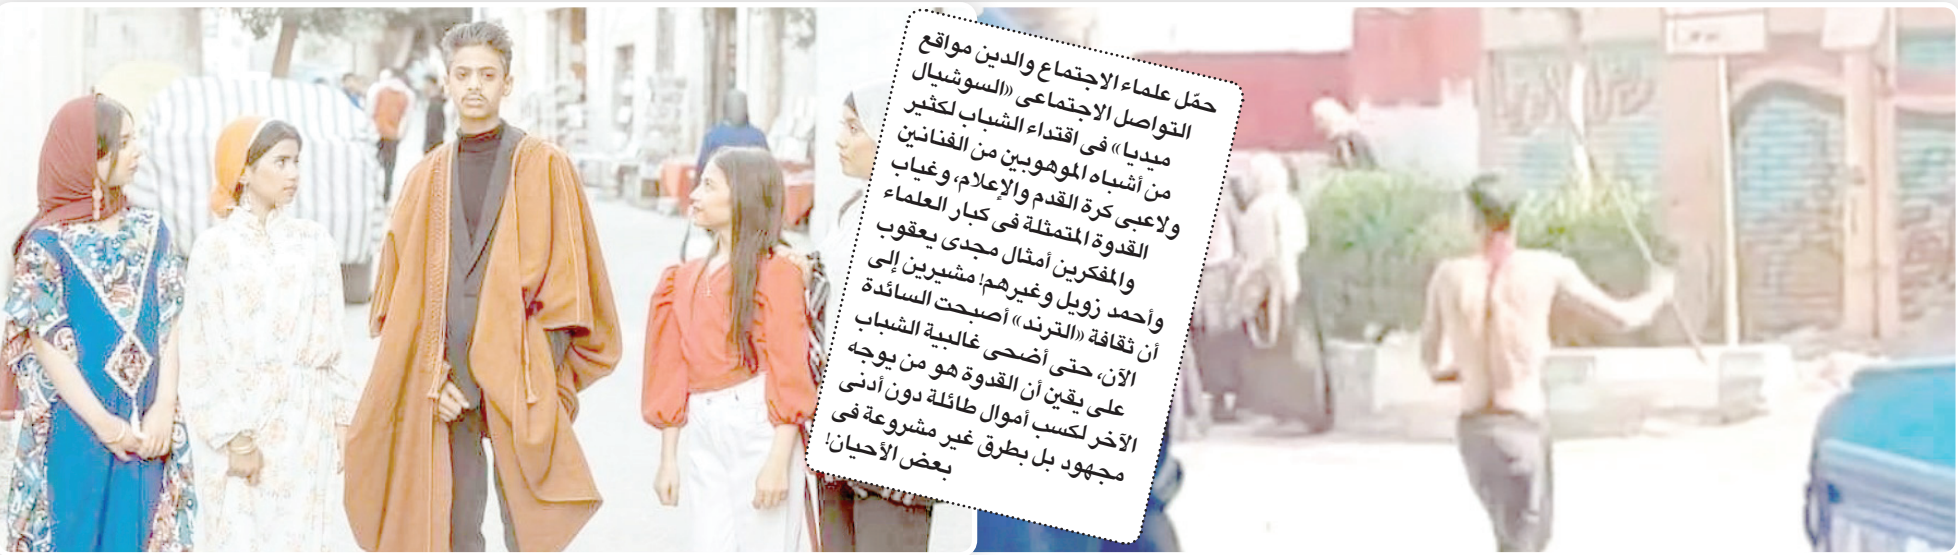 حمّل علماء الاجتماع والدين مواقع
التواصل الاجتماعى «السوشيال
ميديا» فى اقتداء الشباب لكثير
من أشباه الموهوبين من الفنانين
ولاعبى كرة القدم والإعلام، وغياب
القدوة المتمثلة فى كبار العلماء
والمفكرين أمثال مجدى يعقوب
وأحمد زويل وغيرهم! مشيرين إلى
أن ثقافة «الترند» أصبحت السائدة
الآن، حتى أضحى غالبية الشباب
على يقين أن القدوة هو من يوجه
الآخر لكسب أموال طائلة دون أدنى
مجهود بل بطرق غير مشروعة فى
بعض الأحيان!